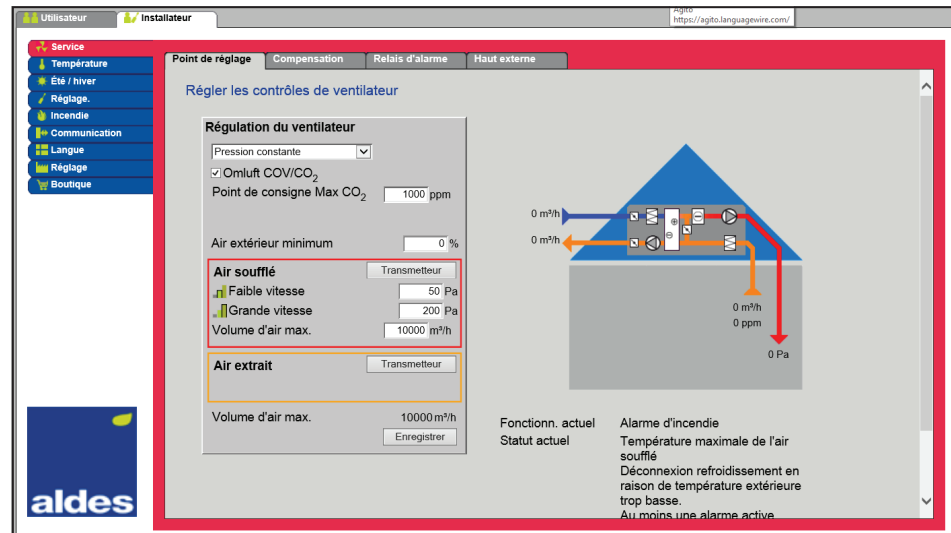 Utilisateur
Installateur
Agito
https://agito.languagewire.com/
Service
Température
Été / hiver
Réglage.
Incendie
Communication
Langue
Réglage
Boutique
Point de réglage
Compensation
Relais d'alarme
Haut externe
Régler les contrôles de ventilateur
Régulation du ventilateur
Pression constante
Omluft COV/CO2
Point de consigne Max CO2 1000 ppm
Air extérieur minimum 0 %
Air soufflé Transmetteur
Faible vitesse 50 Pa
Grande vitesse 200 Pa
Volume d'air max. 10000 m³/h
Air extrait Transmetteur
Volume d'air max. 10000 m³/h
Enregistrer
0 m³/h
0 m³/h
0 m³/h
0 ppm
0 Pa
Fonctionn. actuel Alarme d'incendie
Statut actuel Température maximale de l'air
soufflé
Déconnexion refroidissement en
raison de température extérieure
trop basse.
Au moins une alarme active
aldes